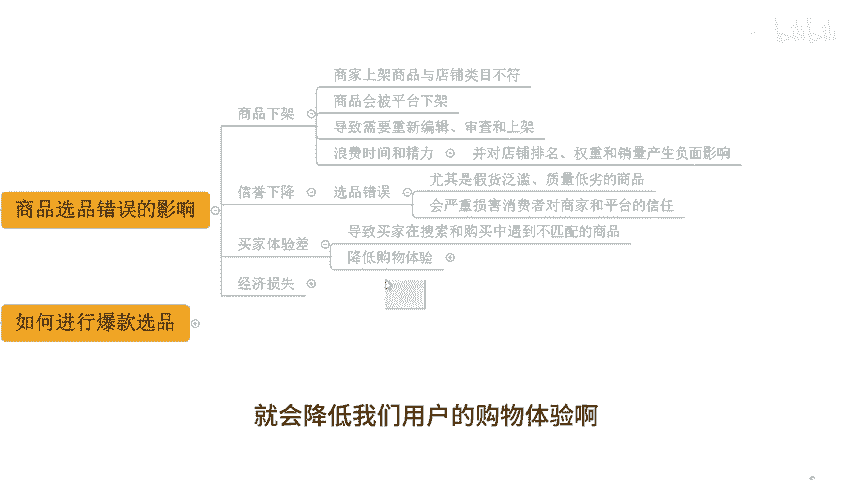 bilibili
商家上架商品与店铺类目不符
商品下架
商品会被平台下架
导致需要重新编辑、审查和上架
浪费时间和精力
并对店铺排名、权重和销量产生负面影响
商品选品错误的影响
信誉下降
选品错误
尤其是假货泛滥、质量低劣的商品
会严重损害消费者对商家和平台的信任
买家体验差
导致买家在搜索和购买中遇到不匹配的商品
降低购物体验
经济损失
如何进行爆款选品
就会降低我们用户的购物体验啊